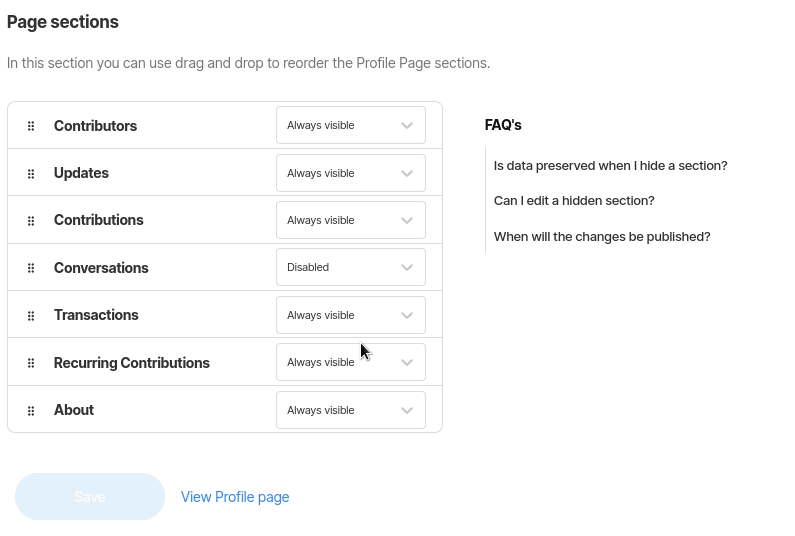 Page sections
In this section you can use drag and drop to reorder the Profile Page sections.
Contributors Always visible
Updates Always visible
Contributions Always visible
Conversations Disabled
Transactions Always visible
Recurring Contributions Always visible
About Always visible
FAQ's
Is data preserved when I hide a section?
Can I edit a hidden section?
When will the changes be published?
Save View Profile page